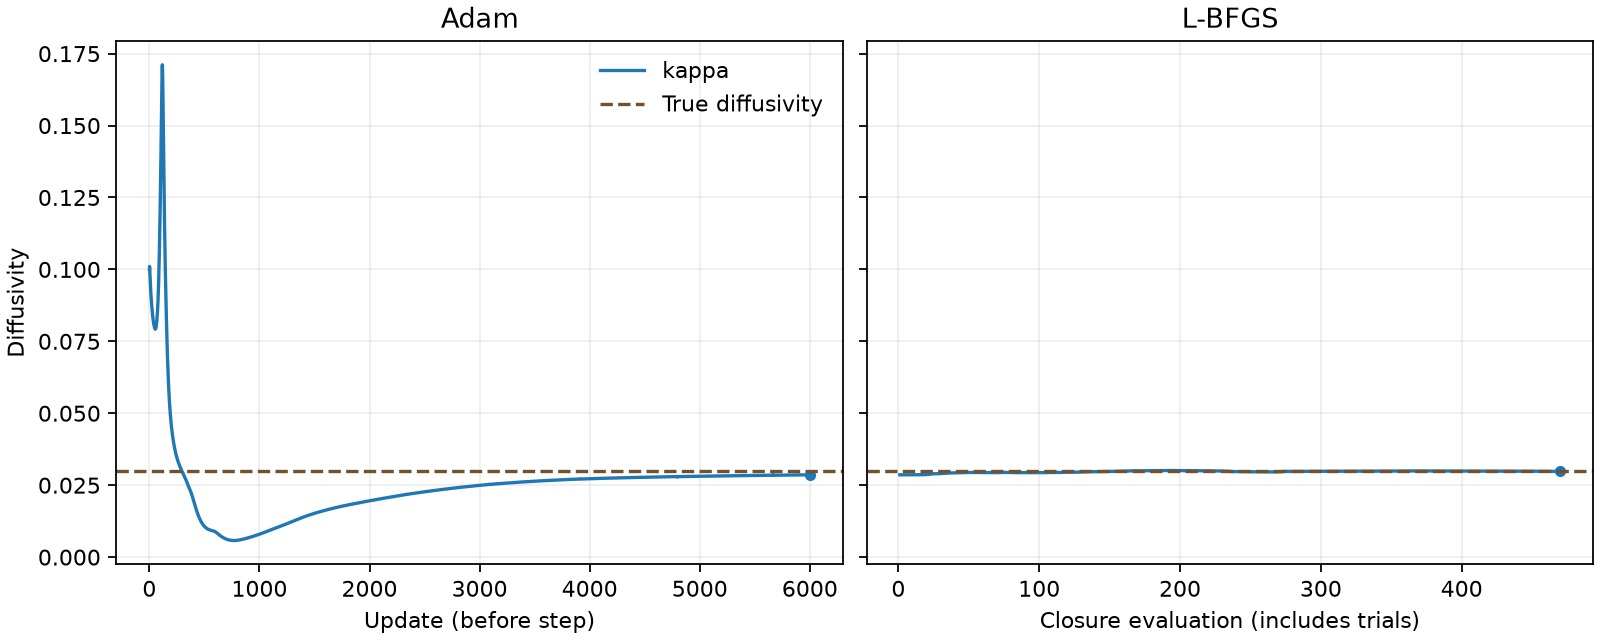 Adam
L-BFGS
0.175
0.150
0.125
0.100
0.075
0.050
0.025
0.000
Diffusivity
kappa
True diffusivity
0 1000 2000 3000 4000 5000 6000
0 100 200 300 400
Update (before step)
Closure evaluation (includes trials)